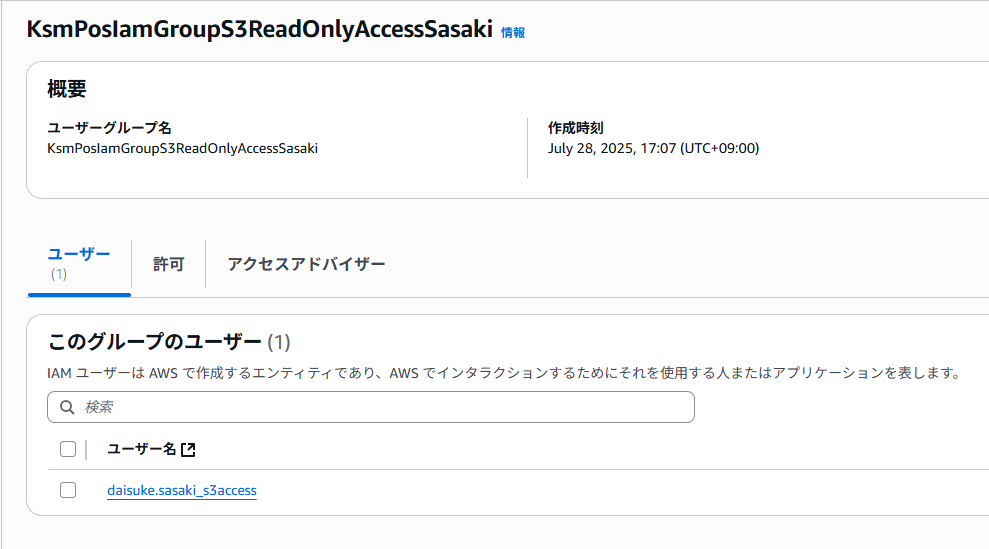 KsmPosIamGroupS3ReadOnlyAccessSasaki 情報
概要
ユーザーグループ名
KsmPosIamGroupS3ReadOnlyAccessSasaki
作成時刻
July 28, 2025, 17:07 (UTC+09:00)
ユーザー
(1)
許可
アクセスアドバイザー
このグループのユーザー (1)
IAM ユーザーは AWS で作成するエンティティであり、AWS でインタラクションするためにそれを使用する人またはアプリケーションを表します。
検索
ユーザー名
daisuke.sasaki_s3access